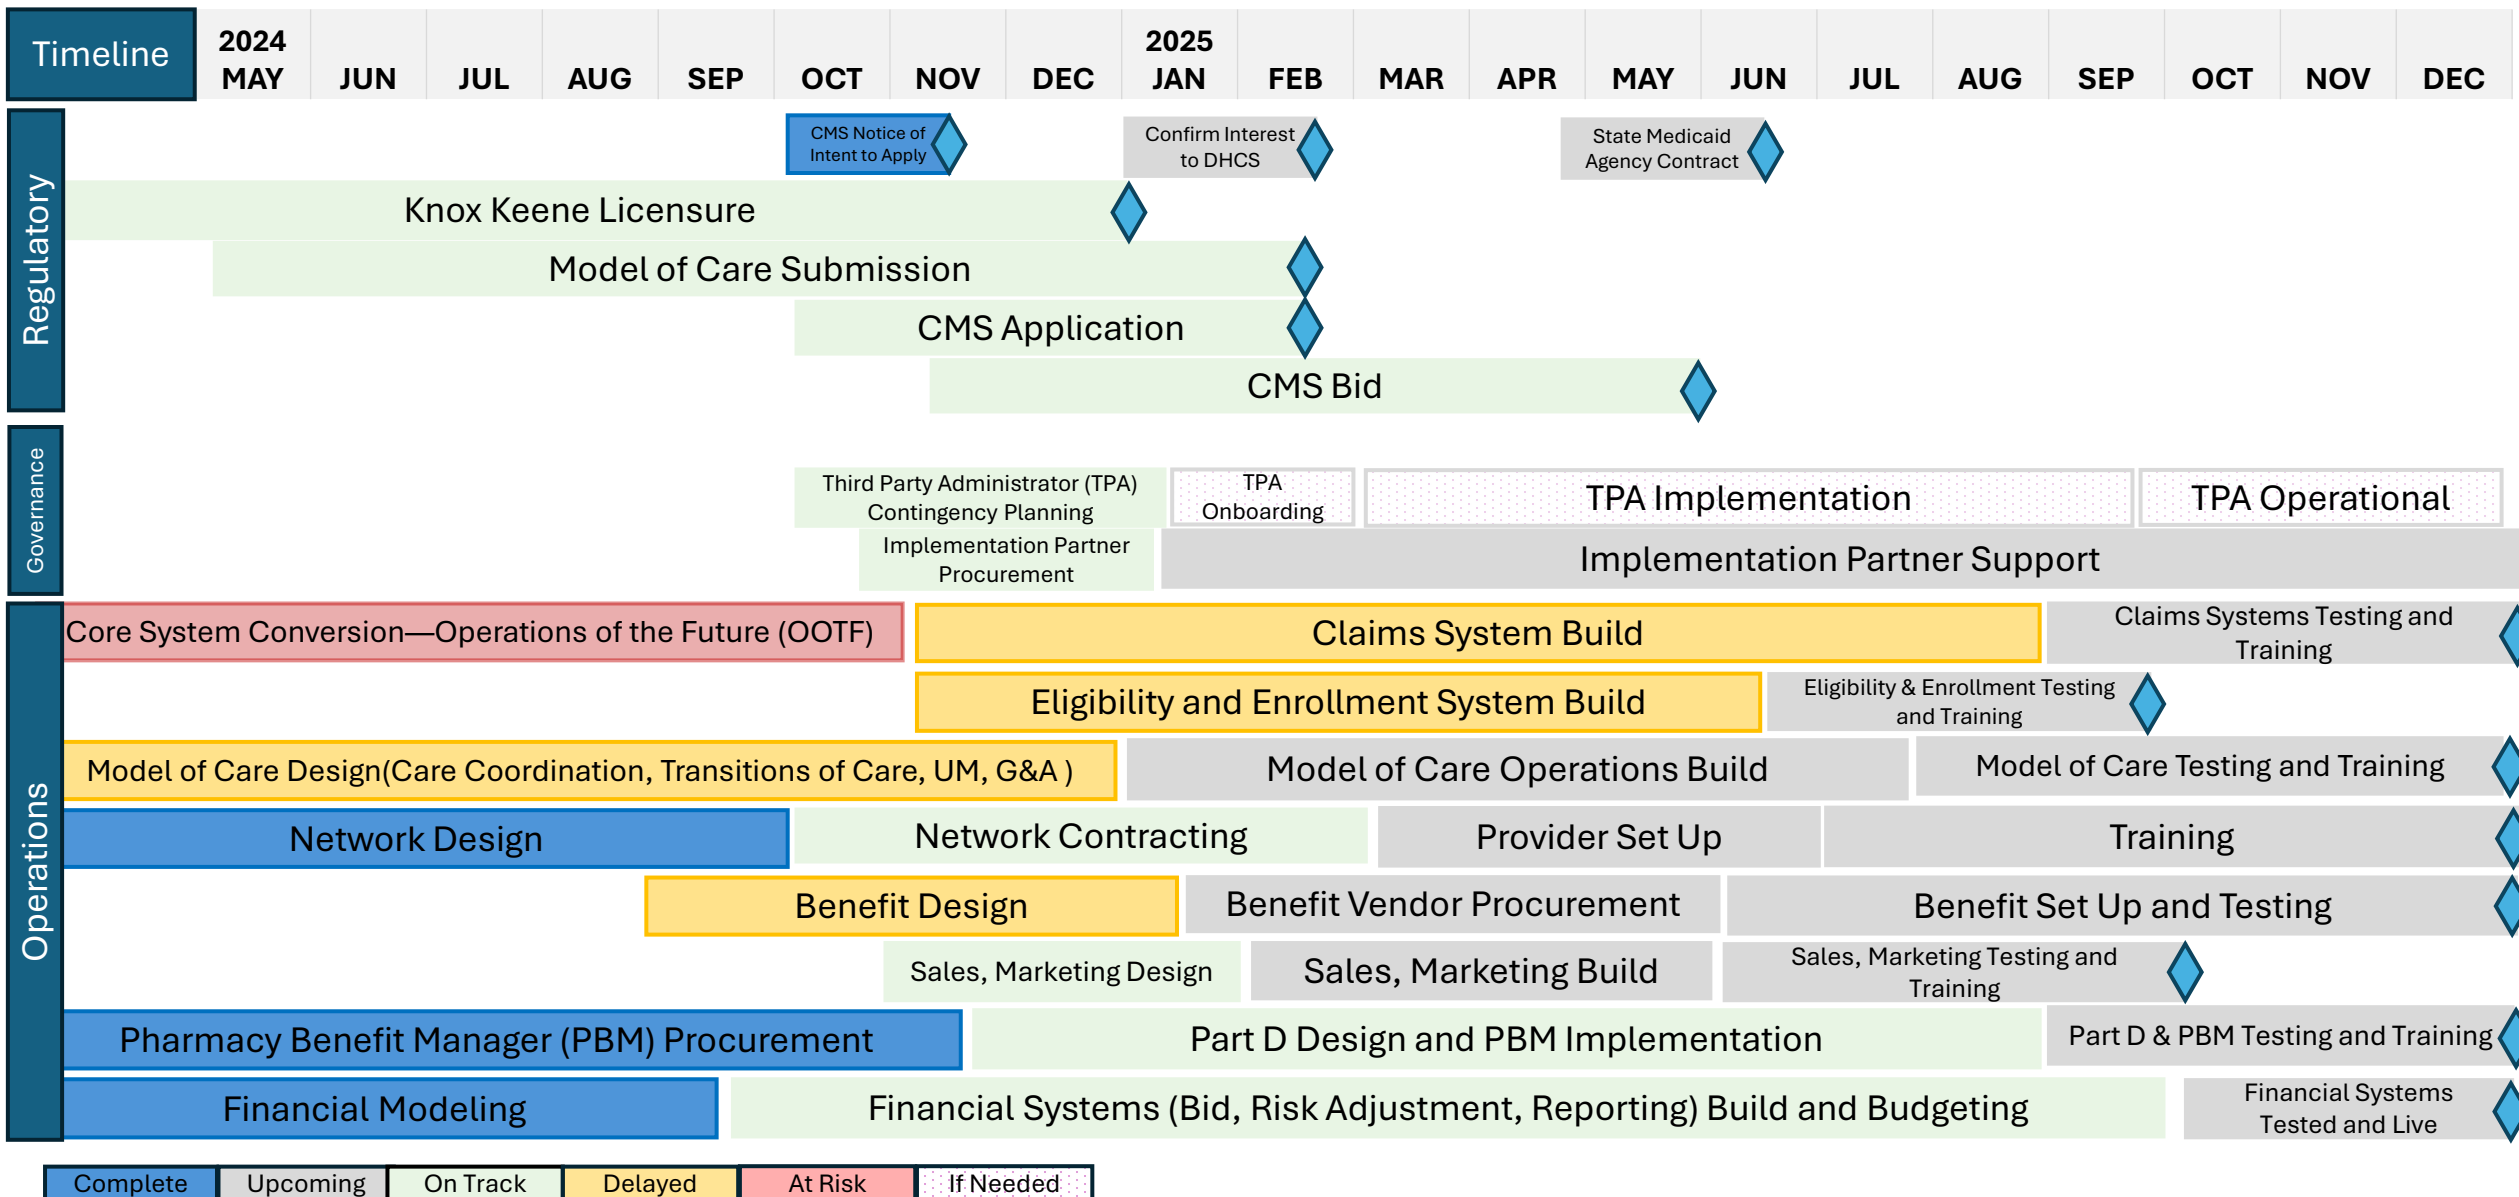 Timeline
2024
MAY JUN JUL AUG SEP OCT NOV DEC
2025
JAN FEB MAR APR MAY JUN JUL AUG SEP OCT NOV DEC
Regulatory
CMS Notice of
Intent to Apply
Confirm Interest
to DHCS
State Medicaid
Agency Contract
Knox Keene Licensure
Model of Care Submission
CMS Application
CMS Bid
Governance
Third Party Administrator (TPA)
Contingency Planning
TPA
Onboarding
TPA Implementation
TPA Operational
Implementation Partner
Procurement
Implementation Partner Support
Operations
Core System Conversion—Operations of the Future (OOTF)
Claims System Build
Claims Systems Testing and
Training
Eligibility and Enrollment System Build
Eligibility & Enrollment Testing
and Training
Model of Care Design(Care Coordination, Transitions of Care, UM, G&A )
Model of Care Operations Build
Model of Care Testing and Training
Network Design
Network Contracting
Provider Set Up
Training
Benefit Design
Benefit Vendor Procurement
Benefit Set Up and Testing
Sales, Marketing Design
Sales, Marketing Build
Sales, Marketing Testing and
Training
Pharmacy Benefit Manager (PBM) Procurement
Part D Design and PBM Implementation
Part D & PBM Testing and Training
Financial Modeling
Financial Systems (Bid, Risk Adjustment, Reporting) Build and Budgeting
Financial Systems
Tested and Live
Complete
Upcoming
On Track
Delayed
At Risk
If Needed